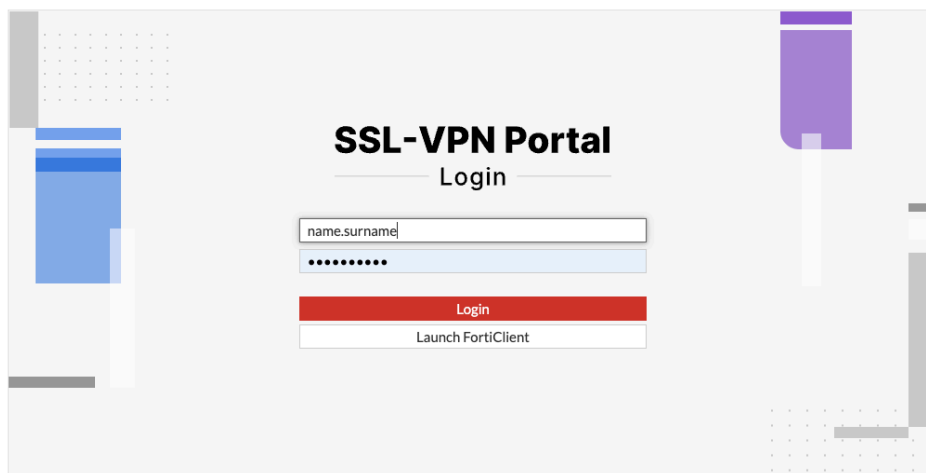 SSL-VPN Portal
Login
name.surname
••••••••••
Login
Launch FortiClient